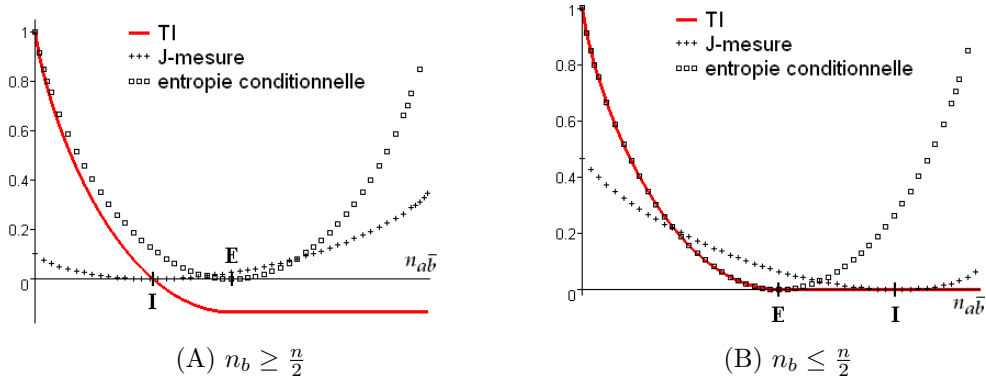 1
0.8
0.6
0.4
0.2
0
TI
J-mesure
entropie conditionnelle
E
I
n_{a\bar{b}}
(A) n_b ≥ n/2
1
0.8
0.6
0.4
0.2
0
TI
J-mesure
entropie conditionnelle
E
I
n_{a\bar{b}}
(B) n_b ≤ n/2